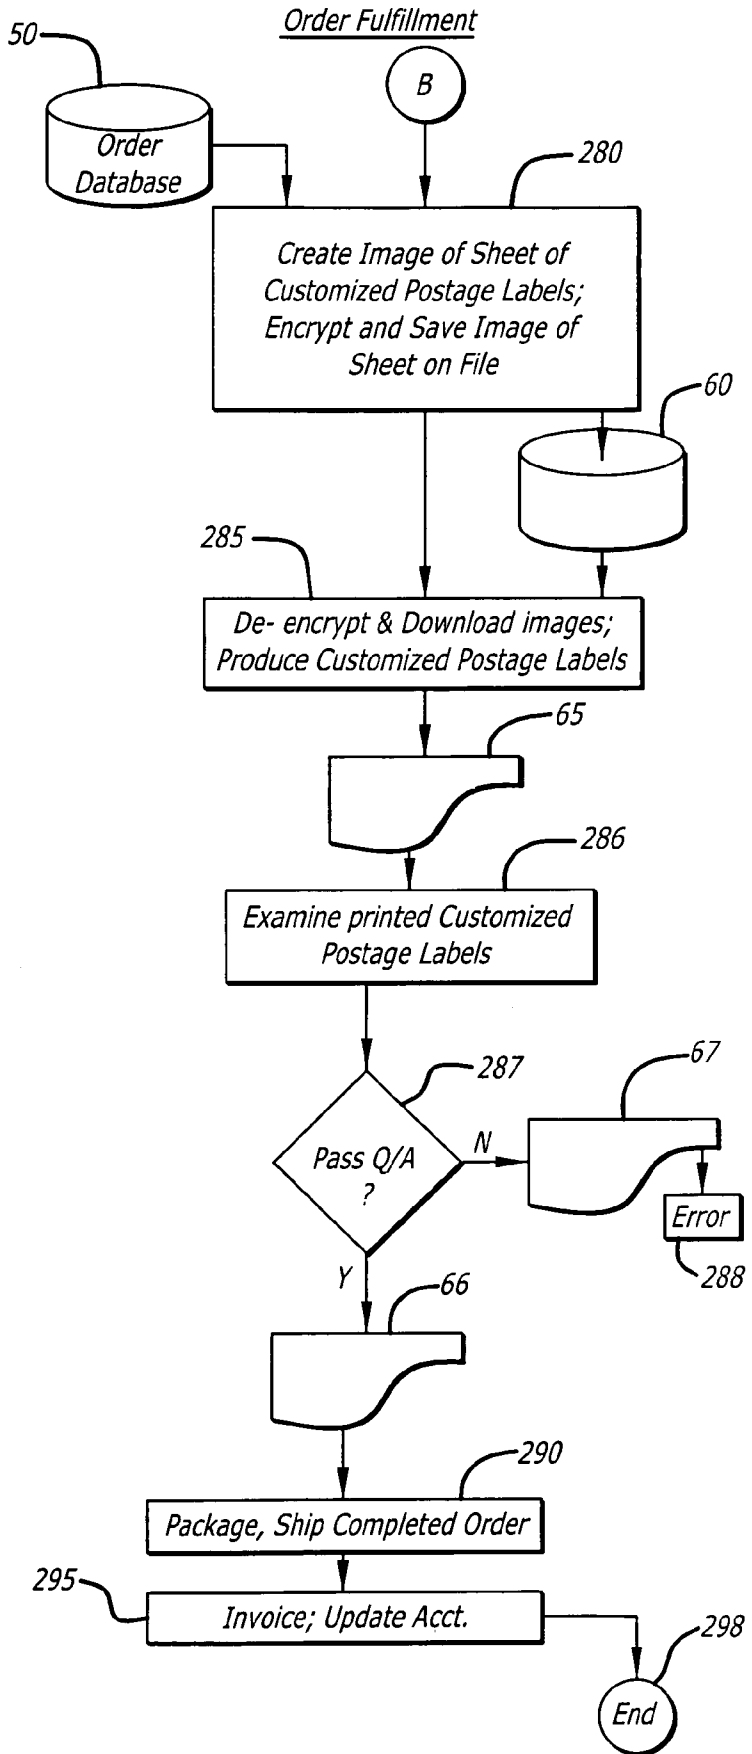 Order Fulfillment
50
B
Order
Database
280
Create Image of Sheet of
Customized Postage Labels;
Encrypt and Save Image of
Sheet on File
60
285
De- encrypt & Download images;
Produce Customized Postage Labels
65
286
Examine printed Customized
Postage Labels
287
67
Pass Q/A
?
N
Error
288
Y
66
290
Package, Ship Completed Order
295
Invoice; Update Acct.
298
End